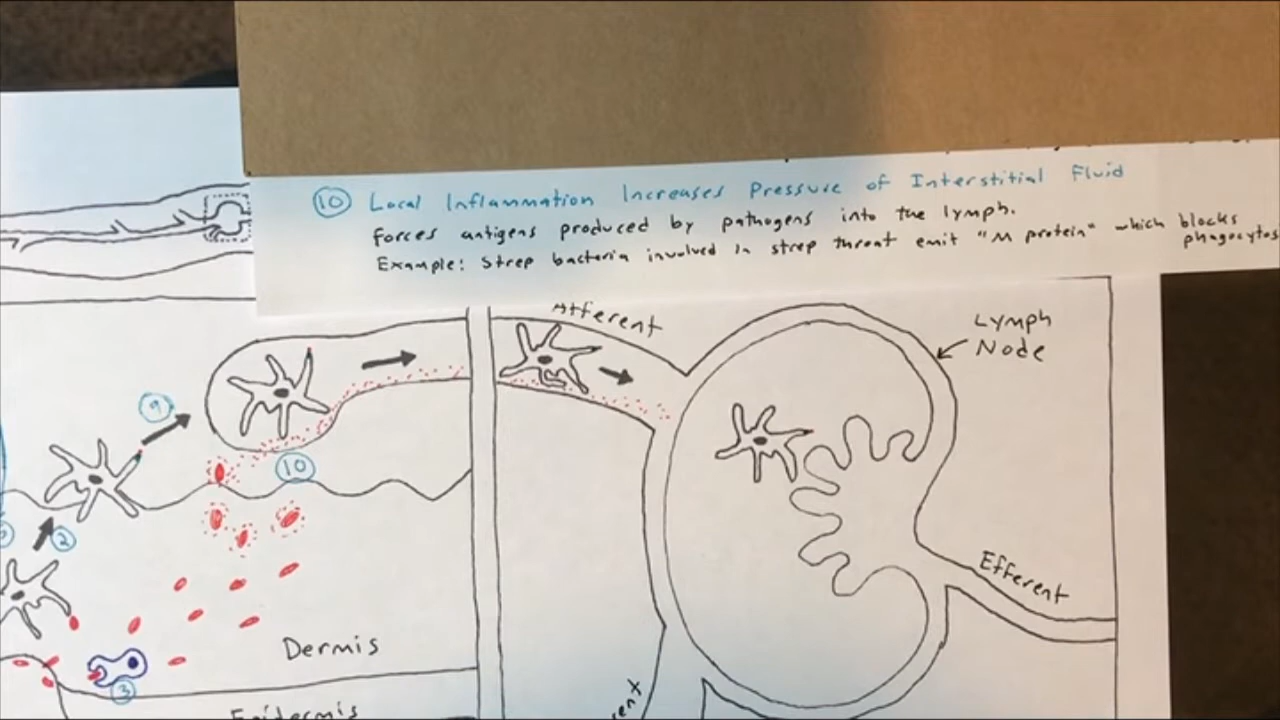 10 Local Inflammation Increases Pressure of Interstitial Fluid
forces antigens produced by pathogens into the lymph.
Example: Strep bacteria involved in strep throat emit "M protein" which blocks
phagocytos
Afferent
Lymph
Node
9
10
2
Efferent
Dermis
3
Epidermis